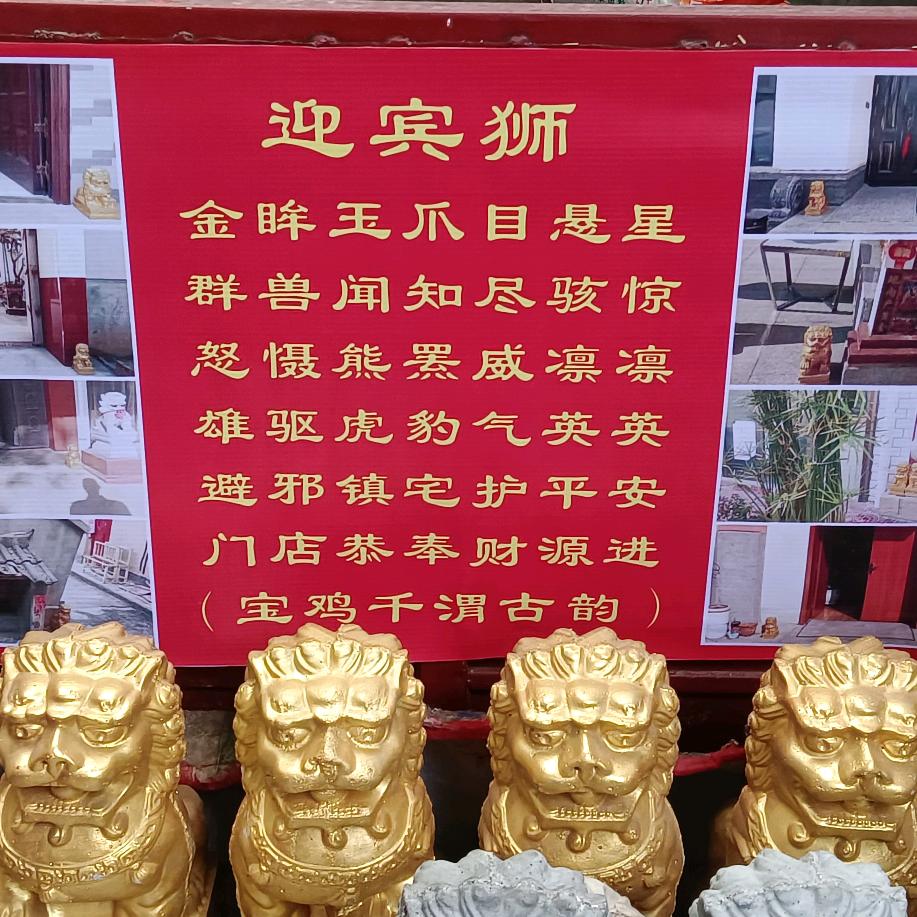 迎宾狮
金眸玉爪目悬星
群兽闻知尽骇惊
怒慑熊罴威凛凛
雄驱虎豹气英英
避邪镇宅护平安
门店恭奉财源进
（宝鸡千渭古韵）